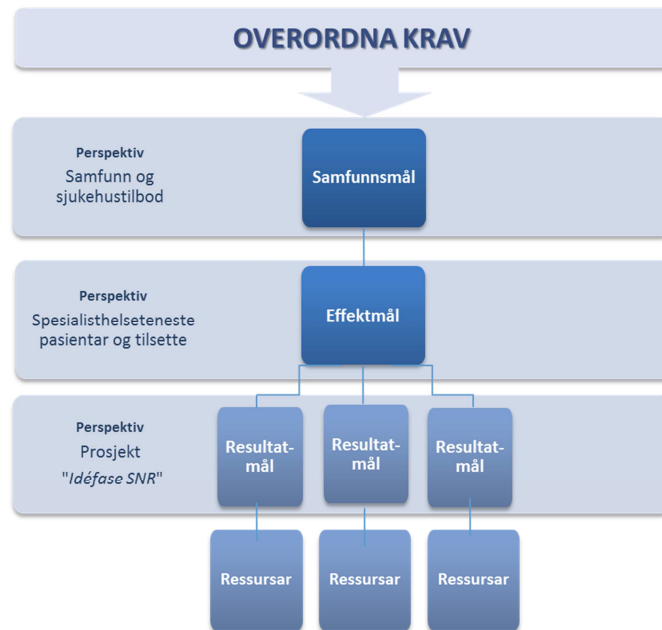 OVERORDNA KRAV
Perspektiv
Samfunn og
sjukehustilbod
Samfunnsmål
Perspektiv
Spesialisthelseteneste
pasientar og tilsette
Effektmål
Perspektiv
Prosjekt
"Idéfase SNR"
Resultat-
mål
Resultat-
mål
Resultat-
mål
Ressursar
Ressursar
Ressursar